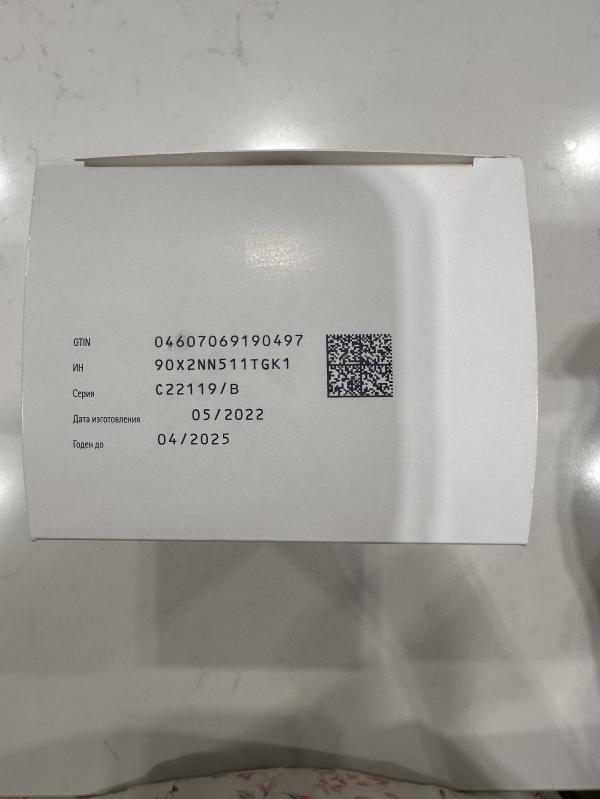 GTIN 04607069190497
ИН 90X2NN511TGK1
Серия C22119/B
Дата изготовления 05/2022
Годен до 04/2025